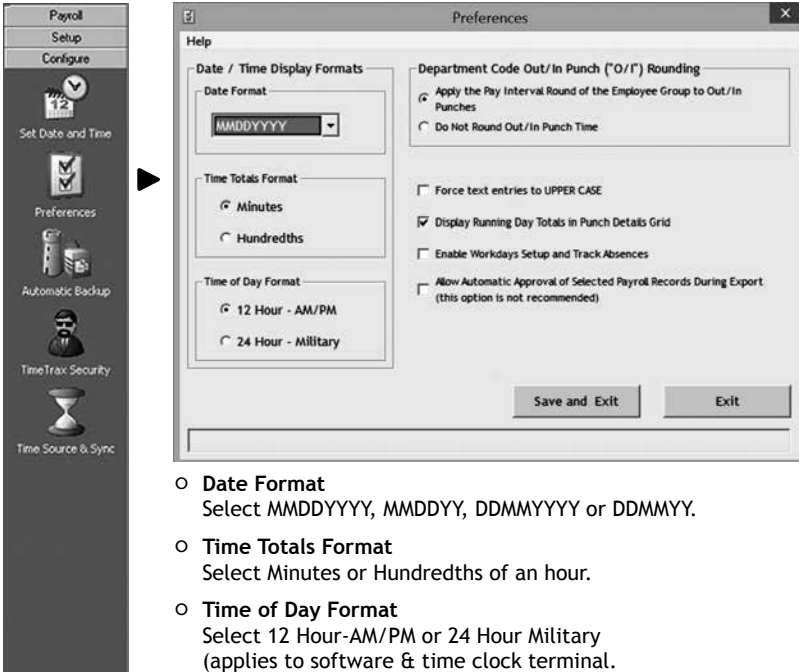 Payroll
Setup
Configure
12
Set Date and Time
Preferences
Automatic Backup
TimeTrax Security
Time Source & Sync
Preferences
X
Help
Date / Time Display Formats
Date Format
MMDDYYYY
Time Totals Format
Minutes
Hundredths
Time of Day Format
12 Hour - AM/PM
24 Hour - Military
Department Code Out/In Punch ("O/I") Rounding
Apply the Pay Interval Round of the Employee Group to Out/In
Punches
Do Not Round Out/In Punch Time
Force text entries to UPPER CASE
Display Running Day Totals in Punch Details Grid
Enable Workdays Setup and Track Absences
Allow Automatic Approval of Selected Payroll Records During Export
(this option is not recommended)
Save and Exit
Exit
Date Format
Select MMDDYYYY, MMDDYY, DDMMYYYY or DDMMYY.
Time Totals Format
Select Minutes or Hundredths of an hour.
Time of Day Format
Select 12 Hour-AM/PM or 24 Hour Military
(applies to software & time clock terminal.